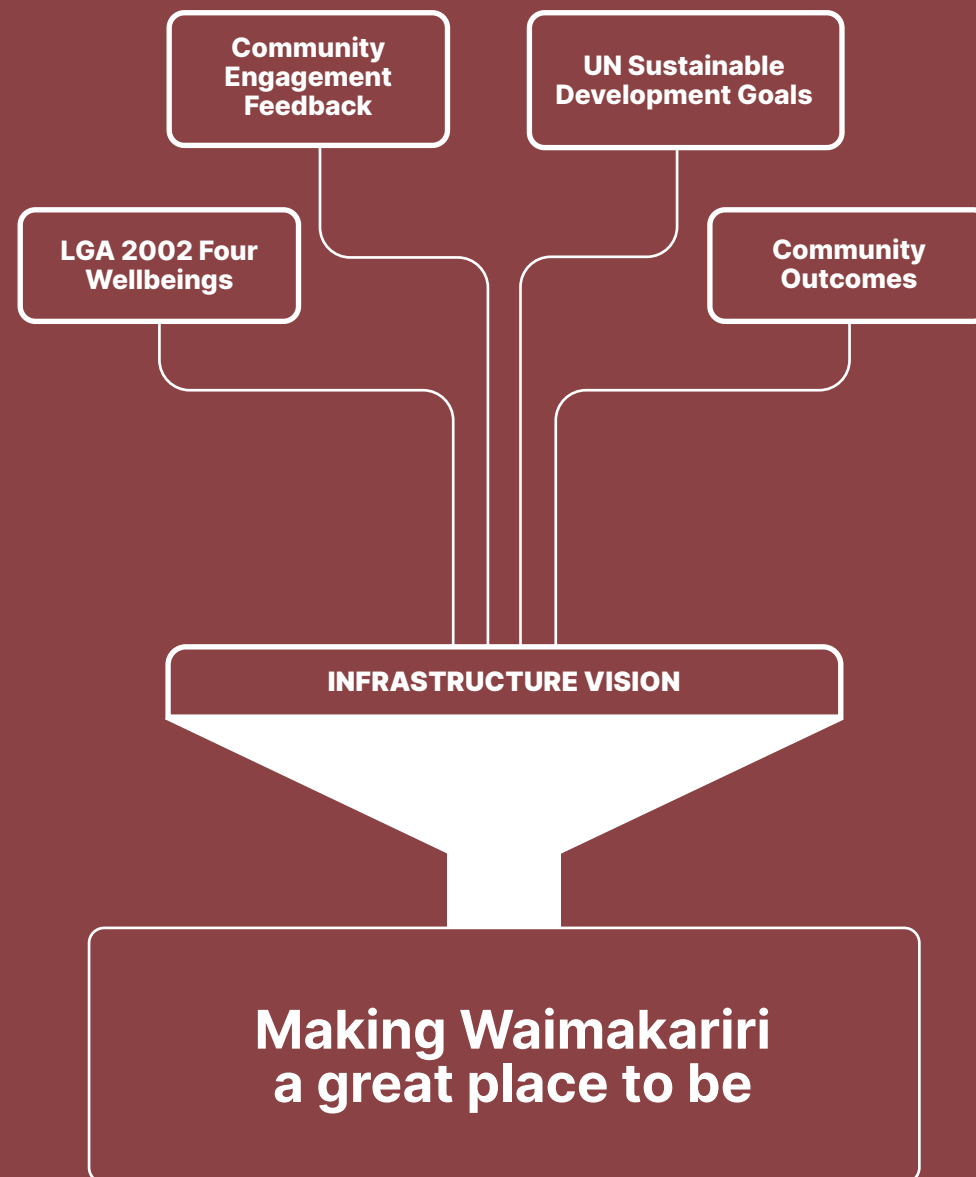 Community
Engagement
Feedback
UN Sustainable
Development Goals
LGA 2002 Four
Wellbeings
Community
Outcomes
INFRASTRUCTURE VISION
Making Waimakariri
a great place to be